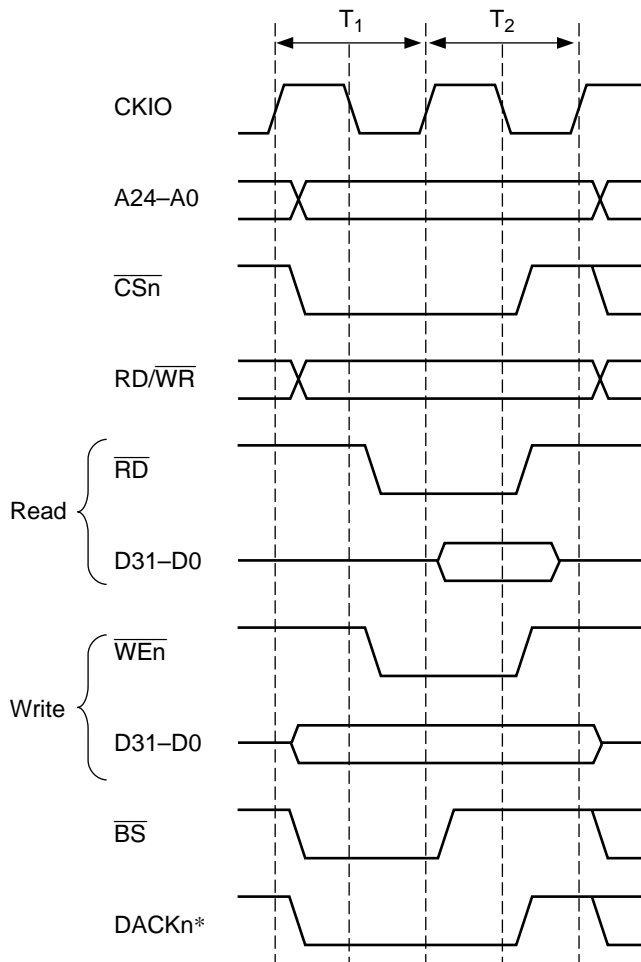 T1 T2
CKIO
A24–A0
CSn
RD/WR
RD
Read
D31–D0
WEn
Write
D31–D0
BS
DACKn*